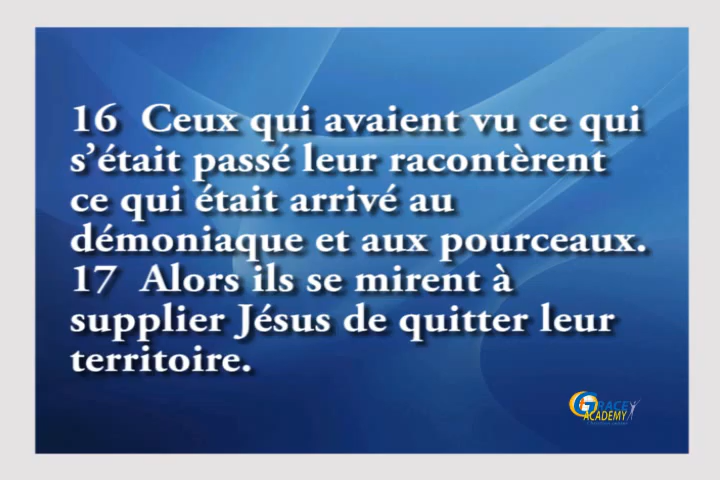 16 Ceux qui avaient vu ce qui
s’était passé leur racontèrent
ce qui était arrivé au
démoniaque et aux pourceaux.
17 Alors ils se mirent à
supplier Jésus de quitter leur
territoire.
GRACE
ACADEMY